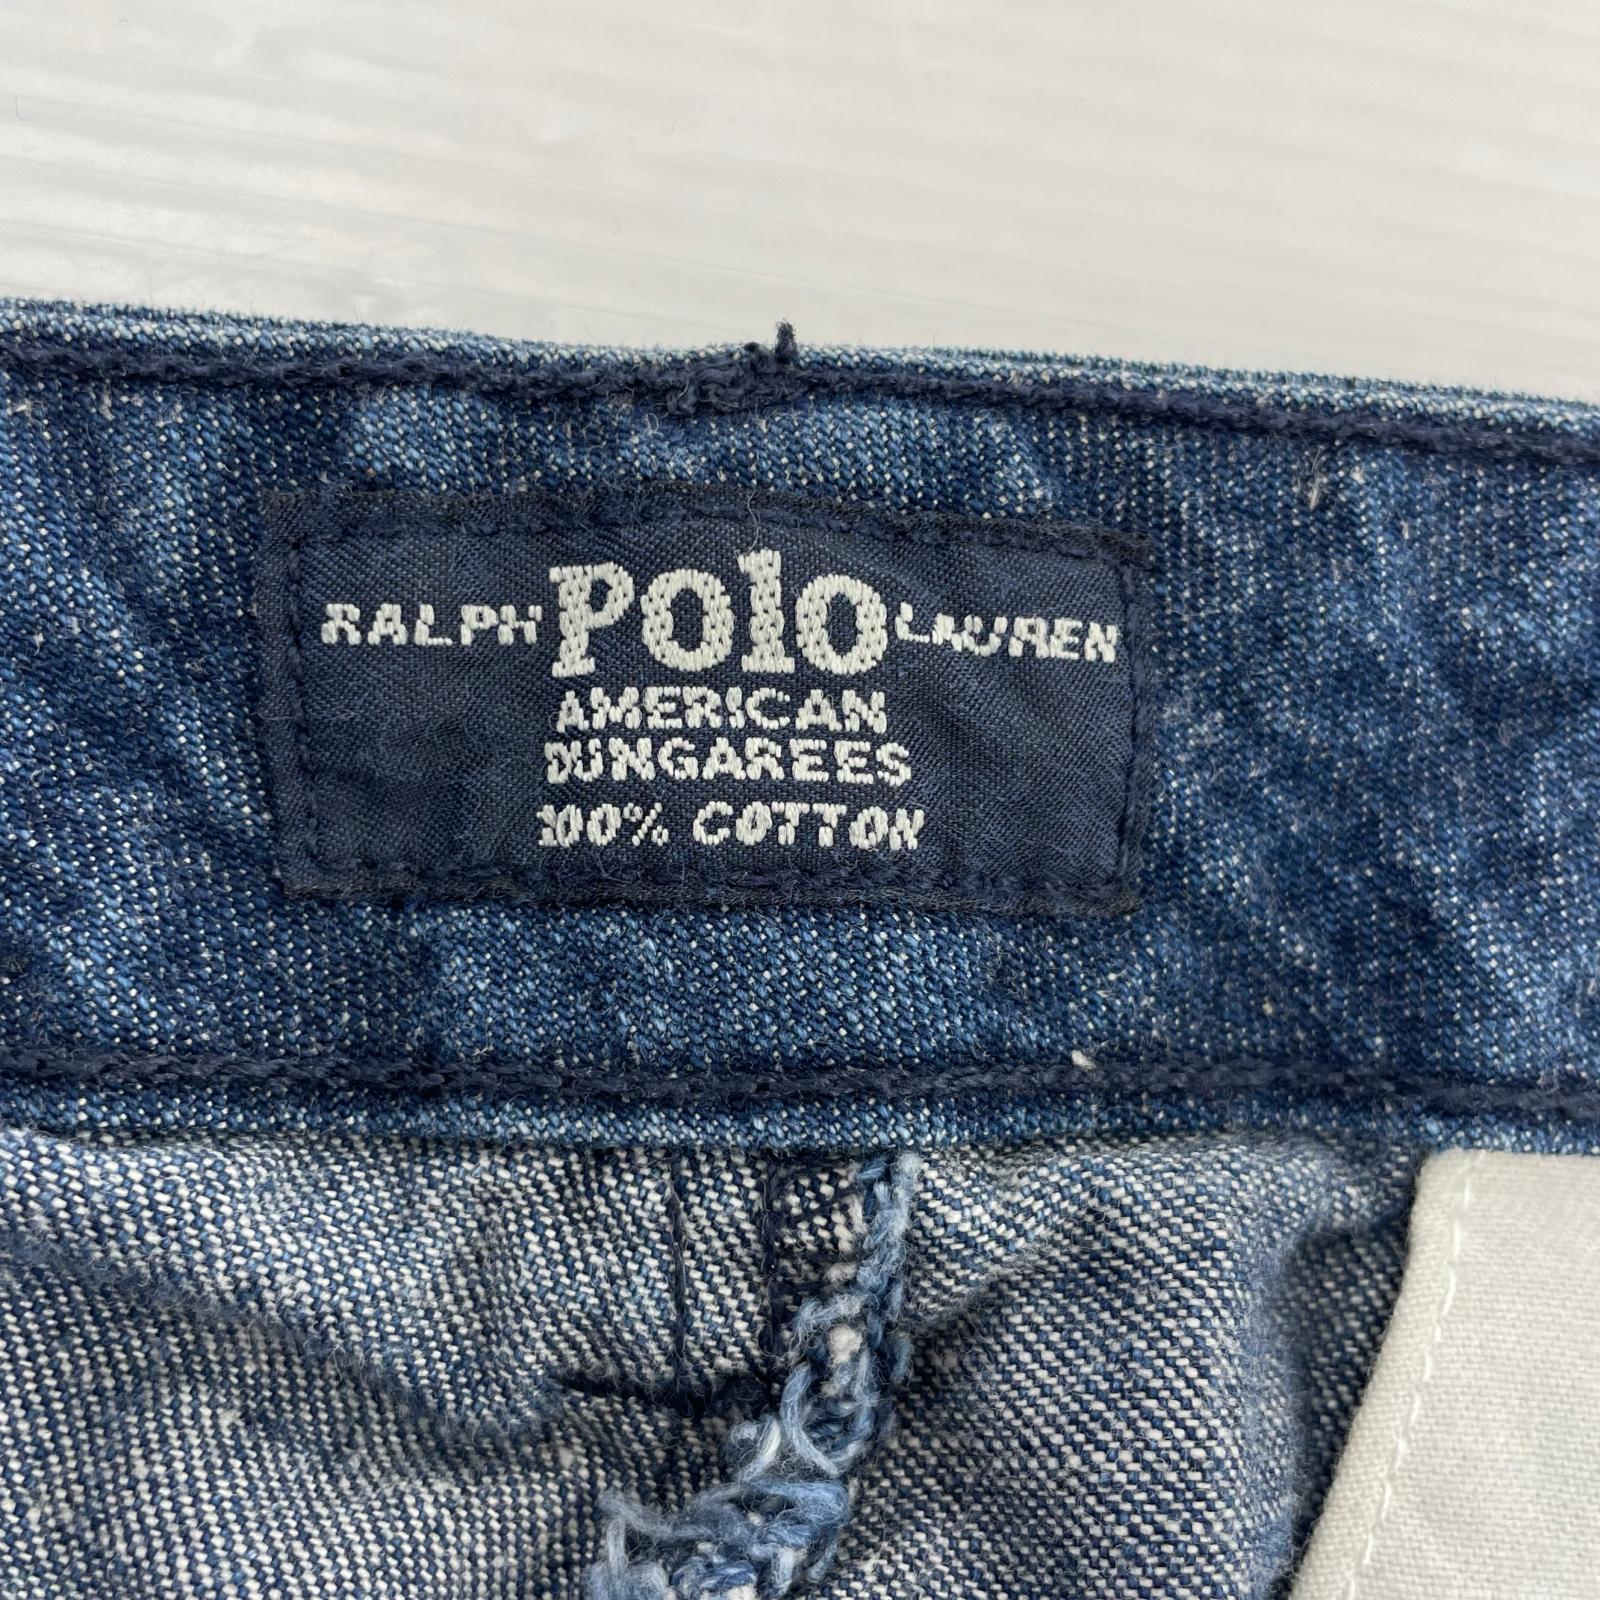 RALPH Polo LAUREN
AMERICAN
DUNGAREES
100% COTTON